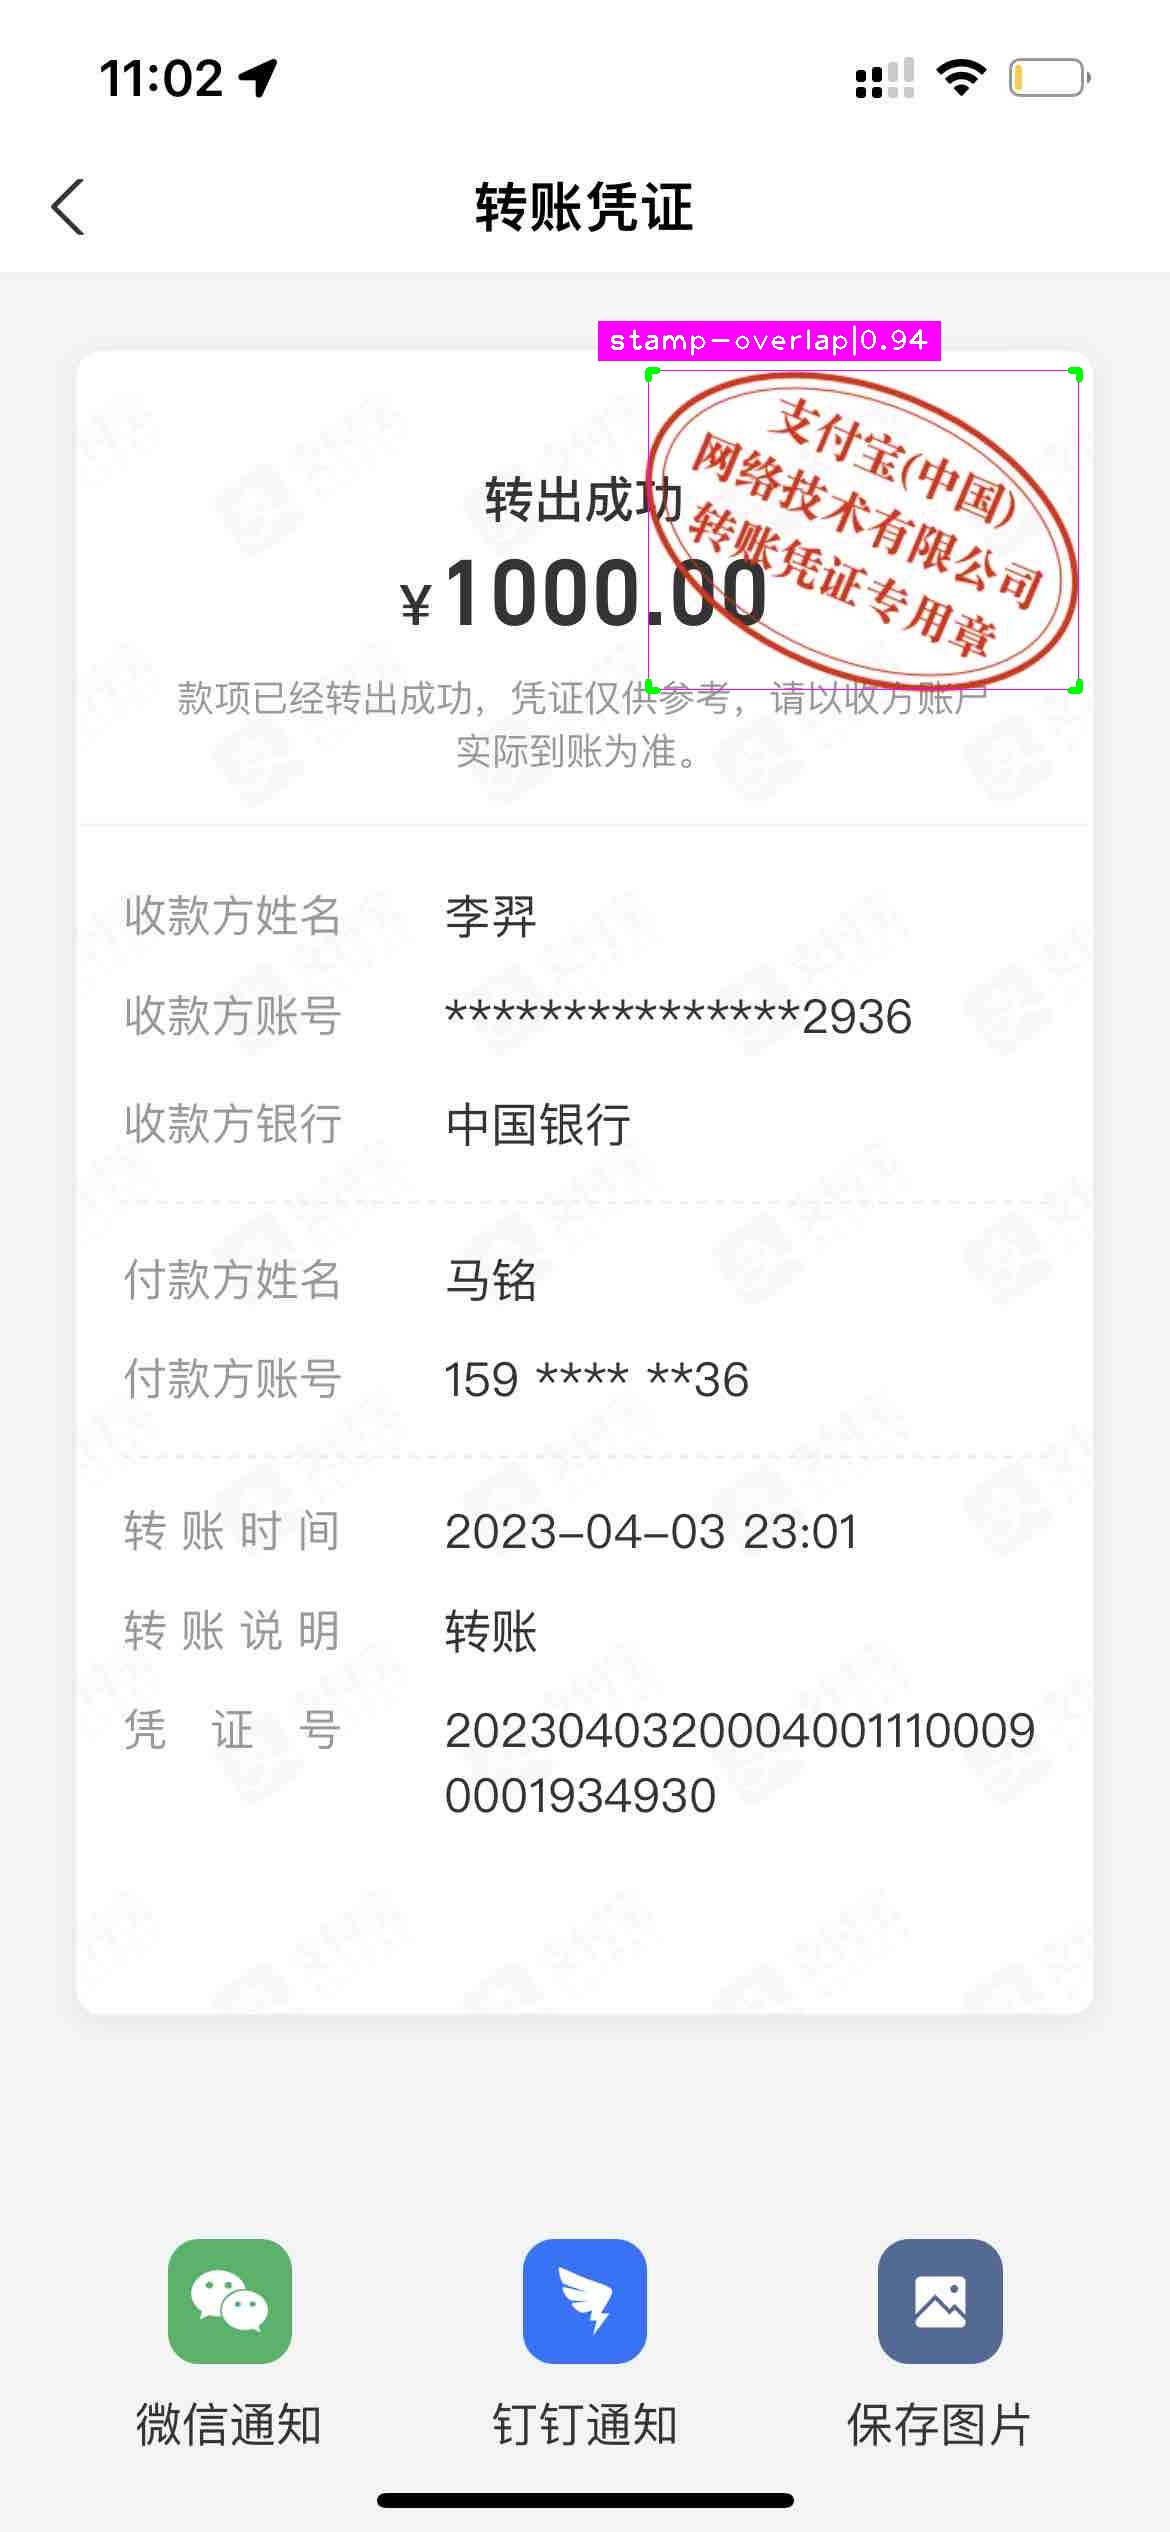 11:02
转账凭证
stamp-overlap|0.94
支付宝(中国)
网络技术有限公司
转账凭证专用章
转出成功
¥1000.00
款项已经转出成功，凭证仅供参考，请以收方账户
实际到账为准。
收款方姓名 李羿
收款方账号 ***************2936
收款方银行 中国银行
付款方姓名 马铭
付款方账号 159 **** **36
转账时间 2023-04-03 23:01
转账说明 转账
凭证号 2023040320004001110009
0001934930
微信通知 钉钉通知 保存图片